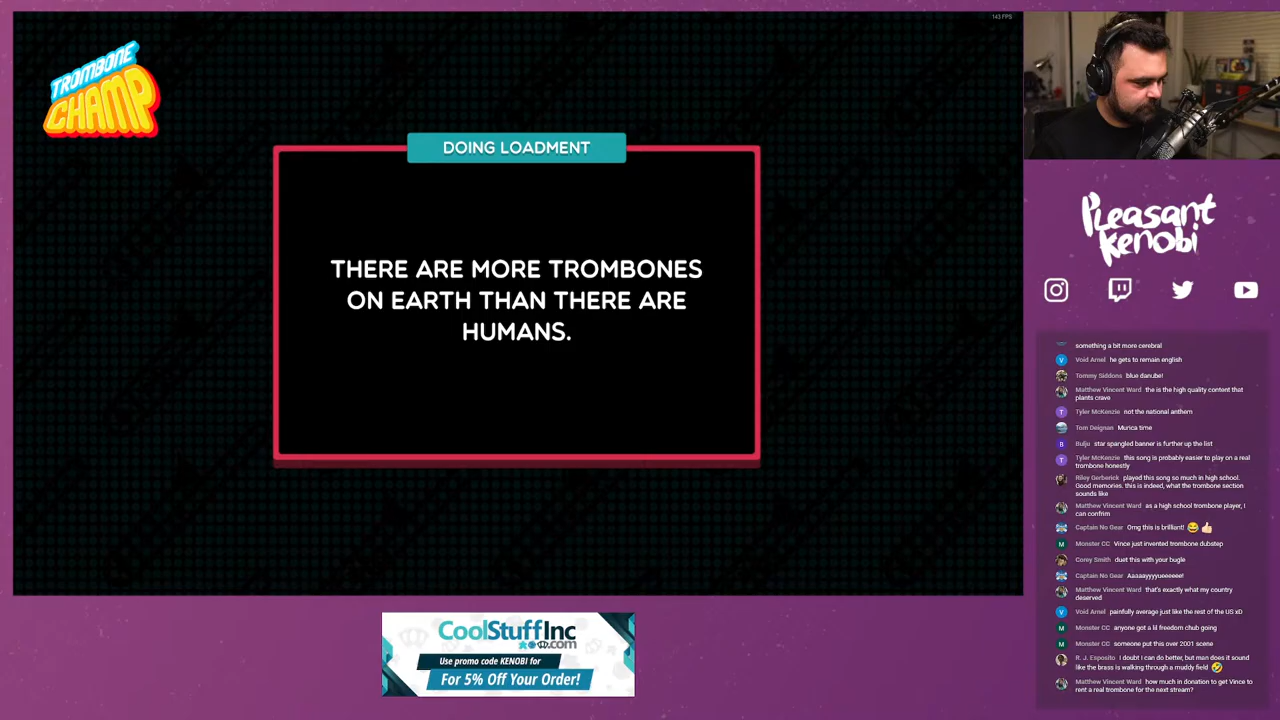 143 FPS
TROMBONE
CHAMP
DOING LOADMENT
THERE ARE MORE TROMBONES
ON EARTH THAN THERE ARE
HUMANS.
Pleasant
Kenobi
something a bit more cerebral
V Void Amel he gets to remain english
Tommy Siddons blue danube!
Matthew Vincent Ward the is the high quality content that
plants crave
T Tyler McKenzie not the national anthem
Tom Deignan Murica time
B Bulju star spangled banner is further up the list
T Tyler McKenzie this song is probably easier to play on a real
trombone honestly
Riley Gerberick played this song so much in high school.
Good memories. this is indeed, what the trombone section
sounds like
Matthew Vincent Ward as a high school trombone player, I
can confrim
Captain No Gear Omg this is brilliant! 😂 👍🏻
M Monster CC Vince just invented trombone dubstep
Corey Smith duet this with your bugle
Captain No Gear Aaaaayyyyueeeeee!
Matthew Vincent Ward that's exactly what my country
deserved
V Void Amel painfully average just like the rest of the US xD
M Monster CC anyone got a lil freedom chub going
M Monster CC someone put this over 2001 scene
R. J. Esposito I doubt I can do better, but man does it sound
like the brass is walking through a muddy field 🤣
Matthew Vincent Ward how much in donation to get Vince to
rent a real trombone for the next stream?
CoolStuffInc
.com
Use promo code KENOBI for
For 5% Off Your Order!